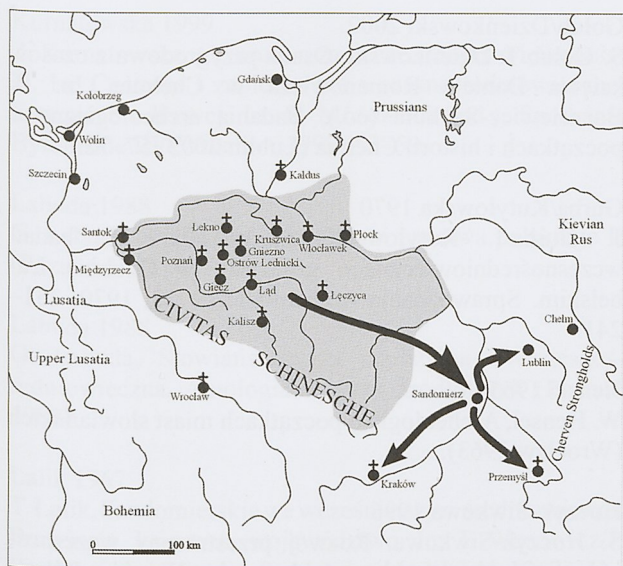 Gdańsk
Kołobrzeg
Prussians
Wolin
Szczecin
Kałdus
Kievian
Rus
Santok
Łekno
Kruszwica
Włocławek
Płock
Gniezno
Międzyrzecz
Poznań
Ostrów Lednicki
Giecz
Ląd
Łęczyca
Lusatia
CIVITAS
SCHINESGHE
Kalisz
Chełm
Upper Lusatia
Lublin
Cherven Strongholds
Wrocław
Sandomierz
Kraków
Przemyśl
Bohemia
0
100 km